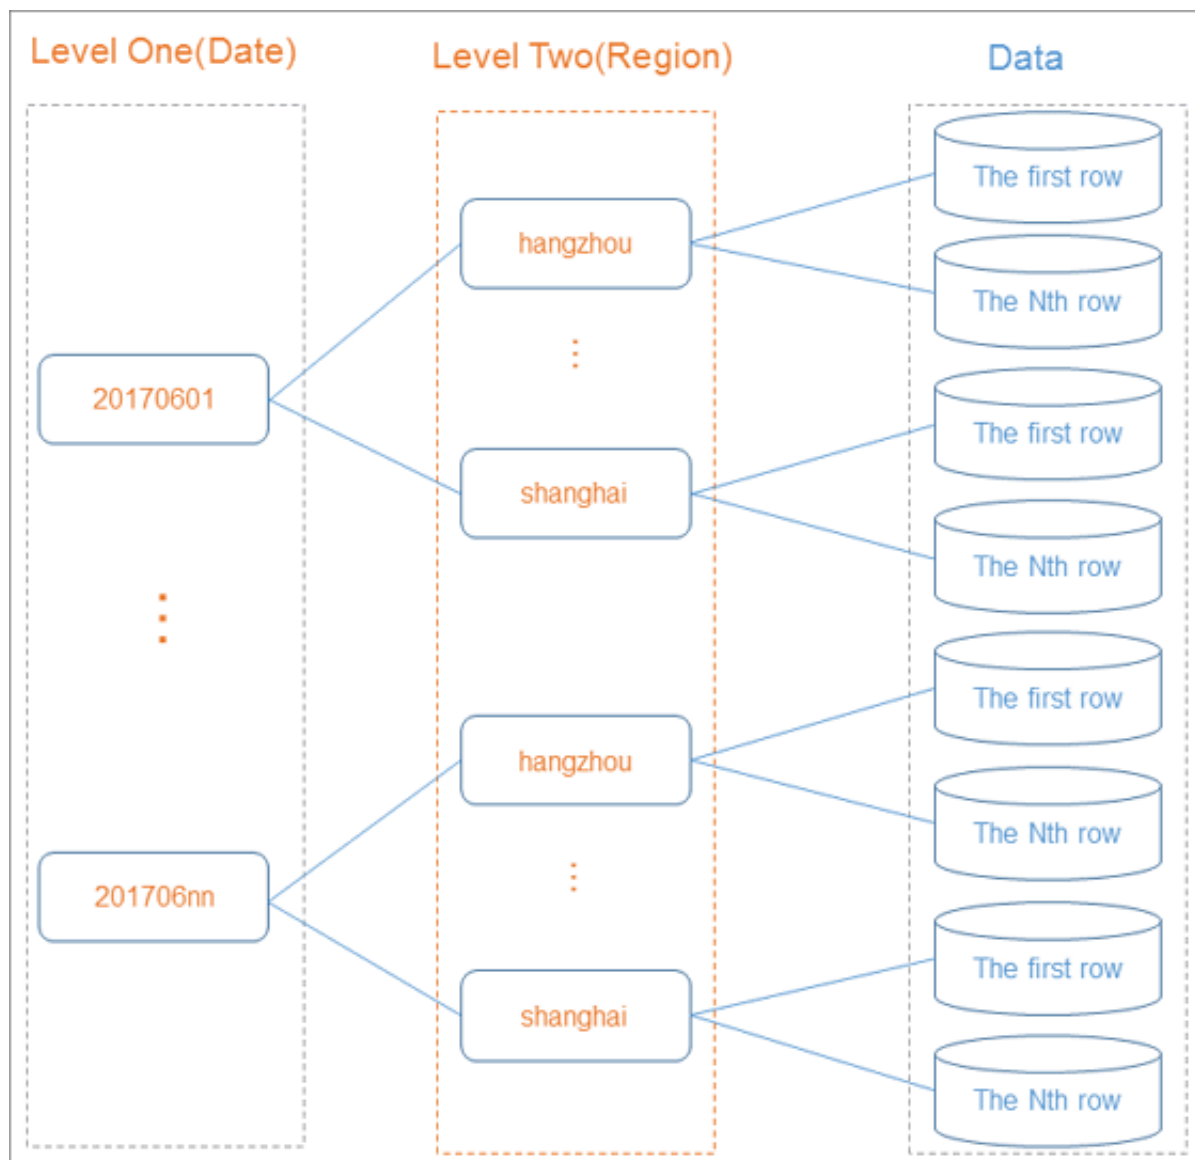 Level One(Date)
Level Two(Region)
Data
20170601
201706nn
hangzhou
shanghai
hangzhou
shanghai
The first row
The Nth row
The first row
The Nth row
The first row
The Nth row
The first row
The Nth row